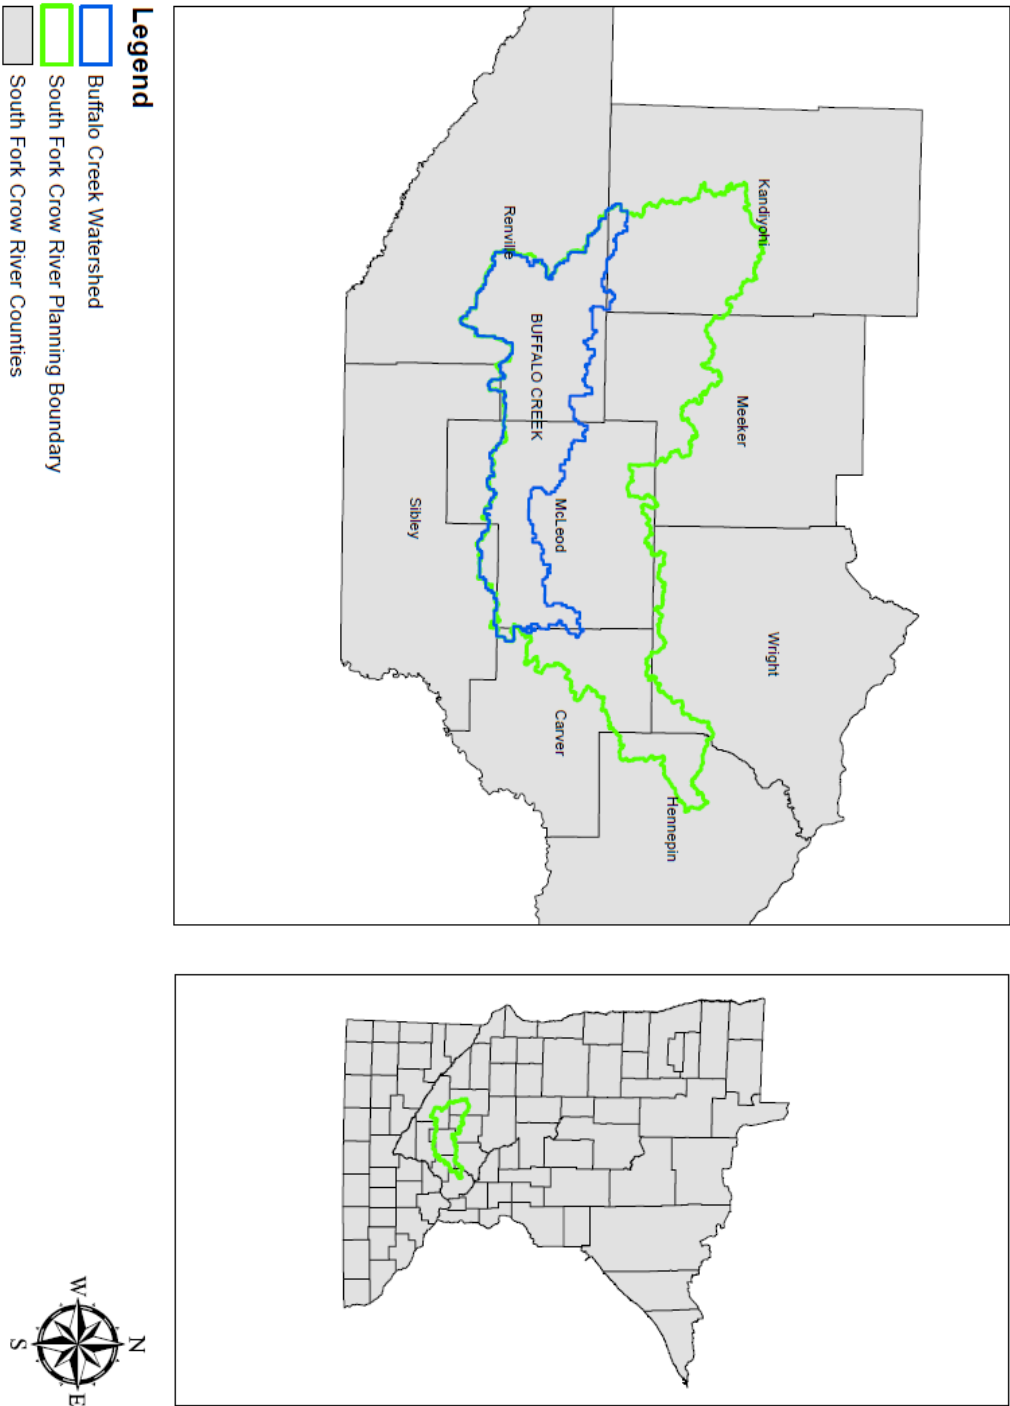 Kandiyohi
Meeker
Wright
Hennepin
Renville
BUFFALO CREEK
McLeod
Carver
Sibley
Legend
Buffalo Creek Watershed
South Fork Crow River Planning Boundary
South Fork Crow River Counties
N
W
E
S